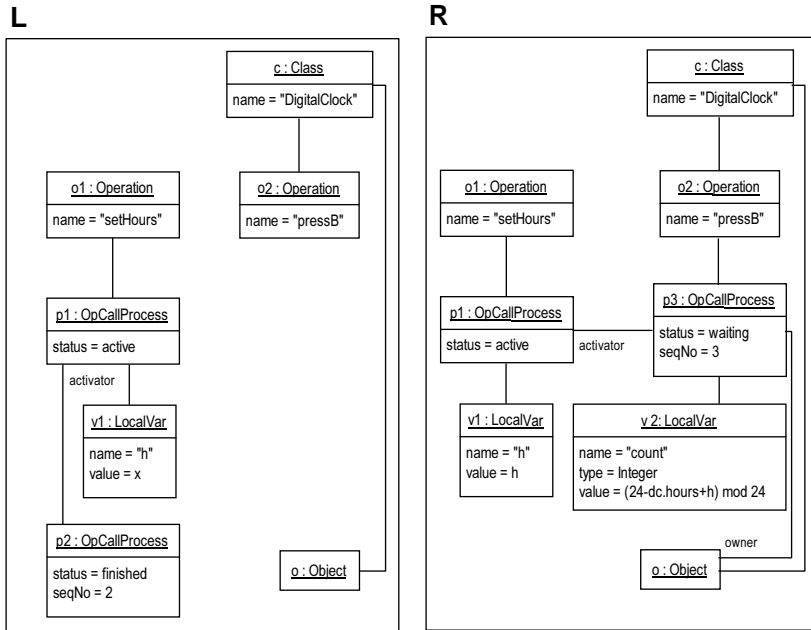 L
c : Class
name = "DigitalClock"
o1 : Operation
name = "setHours"
o2 : Operation
name = "pressB"
p1 : OpCallProcess
status = active
activator
v1 : LocalVar
name = "h"
value = x
p2 : OpCallProcess
status = finished
seqNo = 2
o : Object
R
c : Class
name = "DigitalClock"
o1 : Operation
name = "setHours"
o2 : Operation
name = "pressB"
p1 : OpCallProcess
status = active
activator
p3 : OpCallProcess
status = waiting
seqNo = 3
v1 : LocalVar
name = "h"
value = h
v 2: LocalVar
name = "count"
type = Integer
value = (24-dc.hours+h) mod 24
owner
o : Object